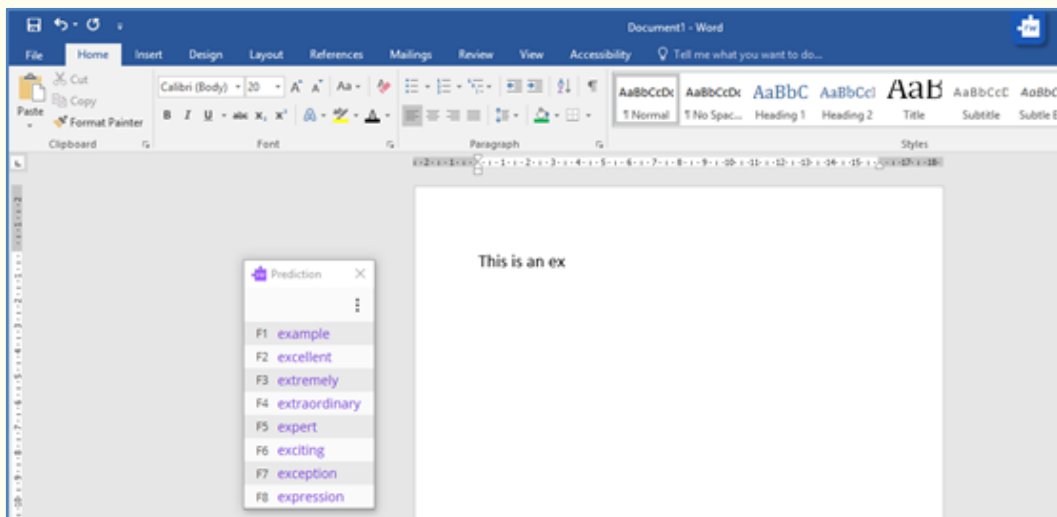 Document1 - Word
File Home Insert Design Layout References Mailings Review View Accessibility Tell me what you want to do...
Paste
Cut
Copy
Format Painter
Clipboard
Calibri (Body) 20
Font
Paragraph
AaBbCcDc AaBbCcDc AaBbC AaBbCcI AaB AaBbCcD AaBbC
¶ Normal ¶ No Spac... Heading 1 Heading 2 Title Subtitle Subtle E
Styles
This is an ex
Prediction
F1 example
F2 excellent
F3 extremely
F4 extraordinary
F5 expert
F6 exciting
F7 exception
F8 expression